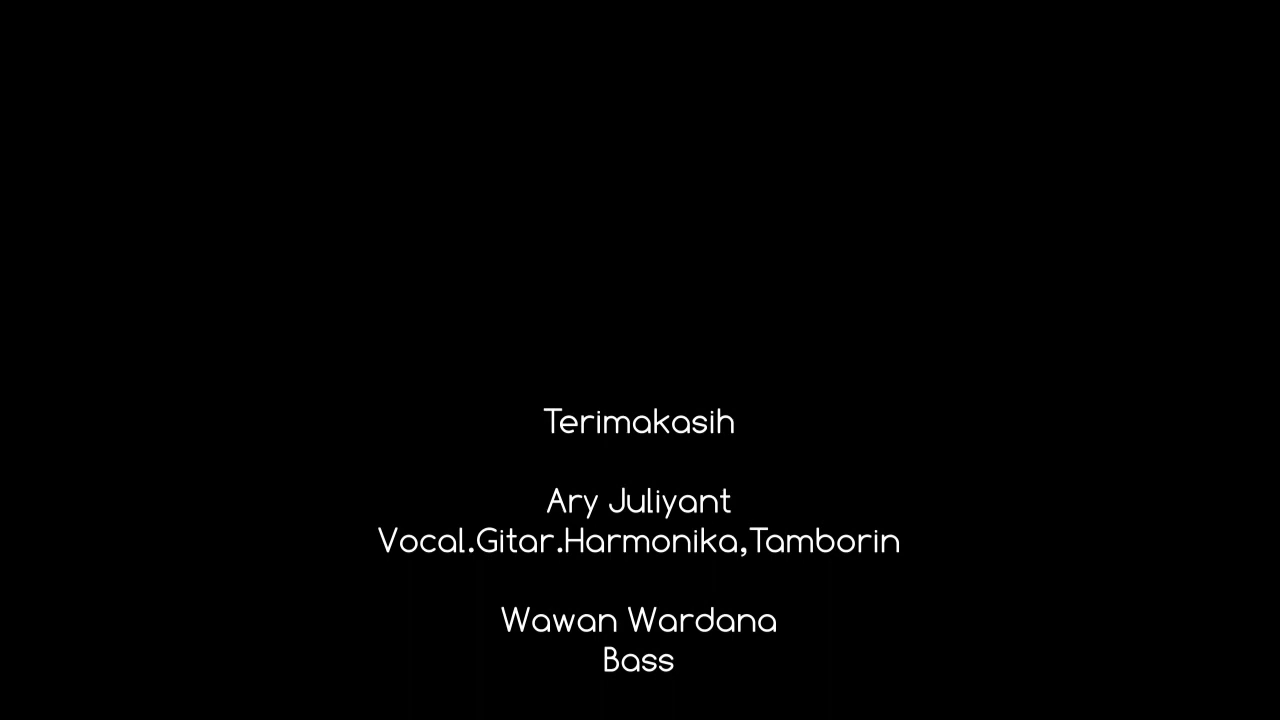 Terimakasih
Ary Juliyant
Vocal.Gitar.Harmonika,Tamborin
Wawan Wardana
Bass